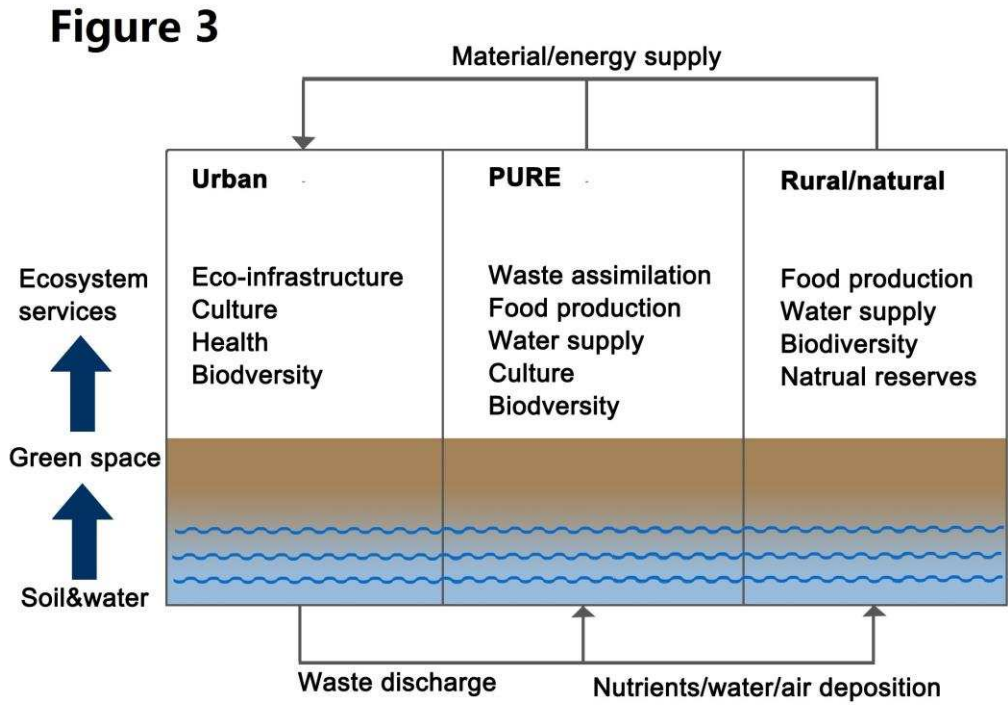 Figure 3
Material/energy supply
Urban
PURE
Rural/natural
Ecosystem
services
Green space
Soil&water
Eco-infrastructure
Culture
Health
Biodversity
Waste assimilation
Food production
Water supply
Culture
Biodversity
Food production
Water supply
Biodiversity
Natrual reserves
Waste discharge
Nutrients/water/air deposition